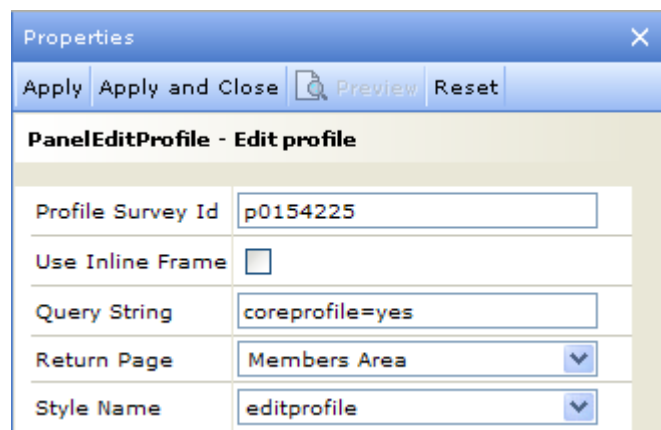 Properties
Apply Apply and Close Preview Reset
PanelEditProfile - Edit profile
Profile Survey Id p0154225
Use Inline Frame
Query String coreprofile=yes
Return Page Members Area
Style Name editprofile